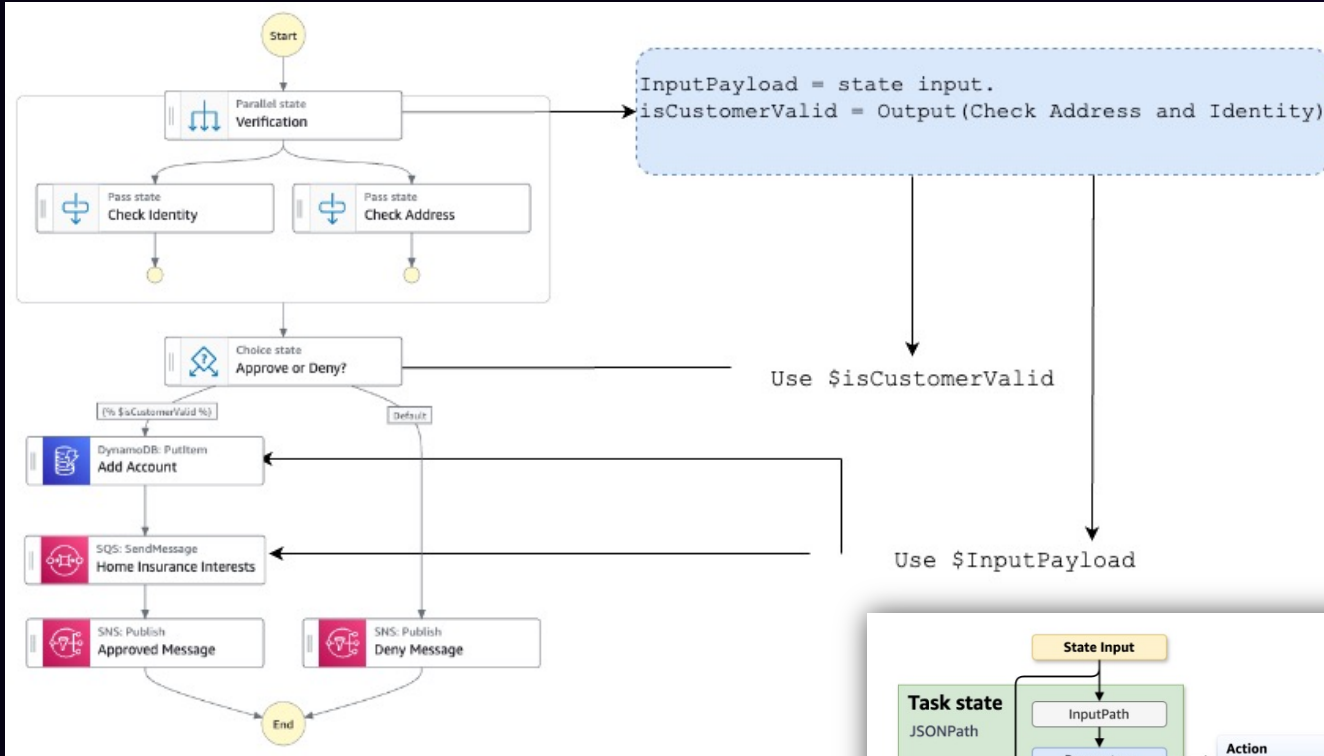 Start
InputPayload = state input.
isCustomerValid = Output(Check Address and Identity)
Parallel state
Verification
Pass state
Check Identity
Pass state
Check Address
Choice state
Approve or Deny?
Use $isCustomerValid
{% $isCustomerValid %}
Default
DynamoDB: PutItem
Add Account
SQS: SendMessage
Home Insurance Interests
Use $InputPayload
SNS: Publish
Approved Message
SNS: Publish
Deny Message
End
State Input
Task state
JSONPath
InputPath
Action